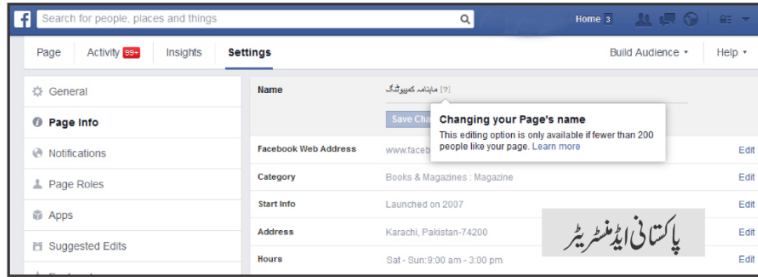 f Search for people, places and things Home 3
Page Activity 99+ Insights Settings Build Audience Help
General
Page Info
Notifications
Page Roles
Apps
Suggested Edits
Name ماہنامہ کمپیوٹنگ [?]
Save Cha
Changing your Page's name
This editing option is only available if fewer than 200
people like your page. Learn more
Facebook Web Address www.faceb Edit
Category Books & Magazines : Magazine Edit
Start Info Launched on 2007 Edit
Address Karachi, Pakistan-74200 Edit
Hours Sat - Sun: 9:00 am - 3:00 pm Edit
پاکستانی ایڈمنسٹریٹر